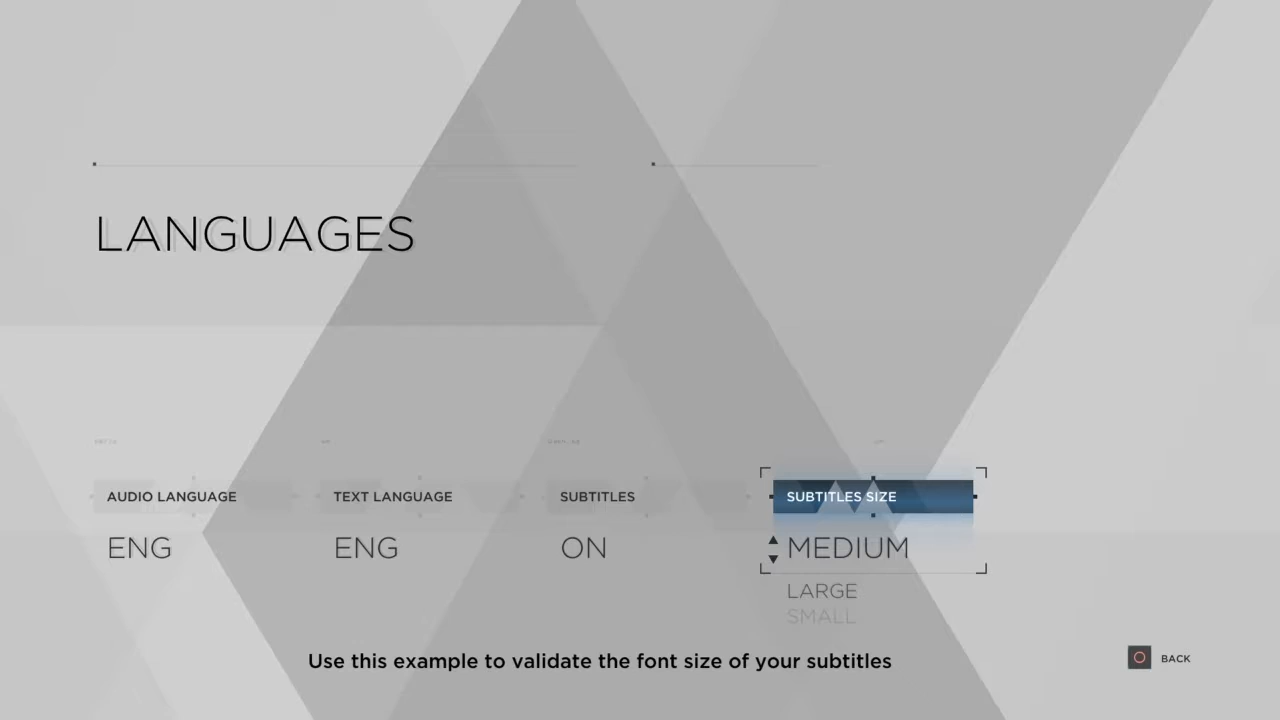 LANGUAGES
AUDIO LANGUAGE
ENG
TEXT LANGUAGE
ENG
SUBTITLES
ON
SUBTITLES SIZE
MEDIUM
LARGE
SMALL
Use this example to validate the font size of your subtitles
BACK